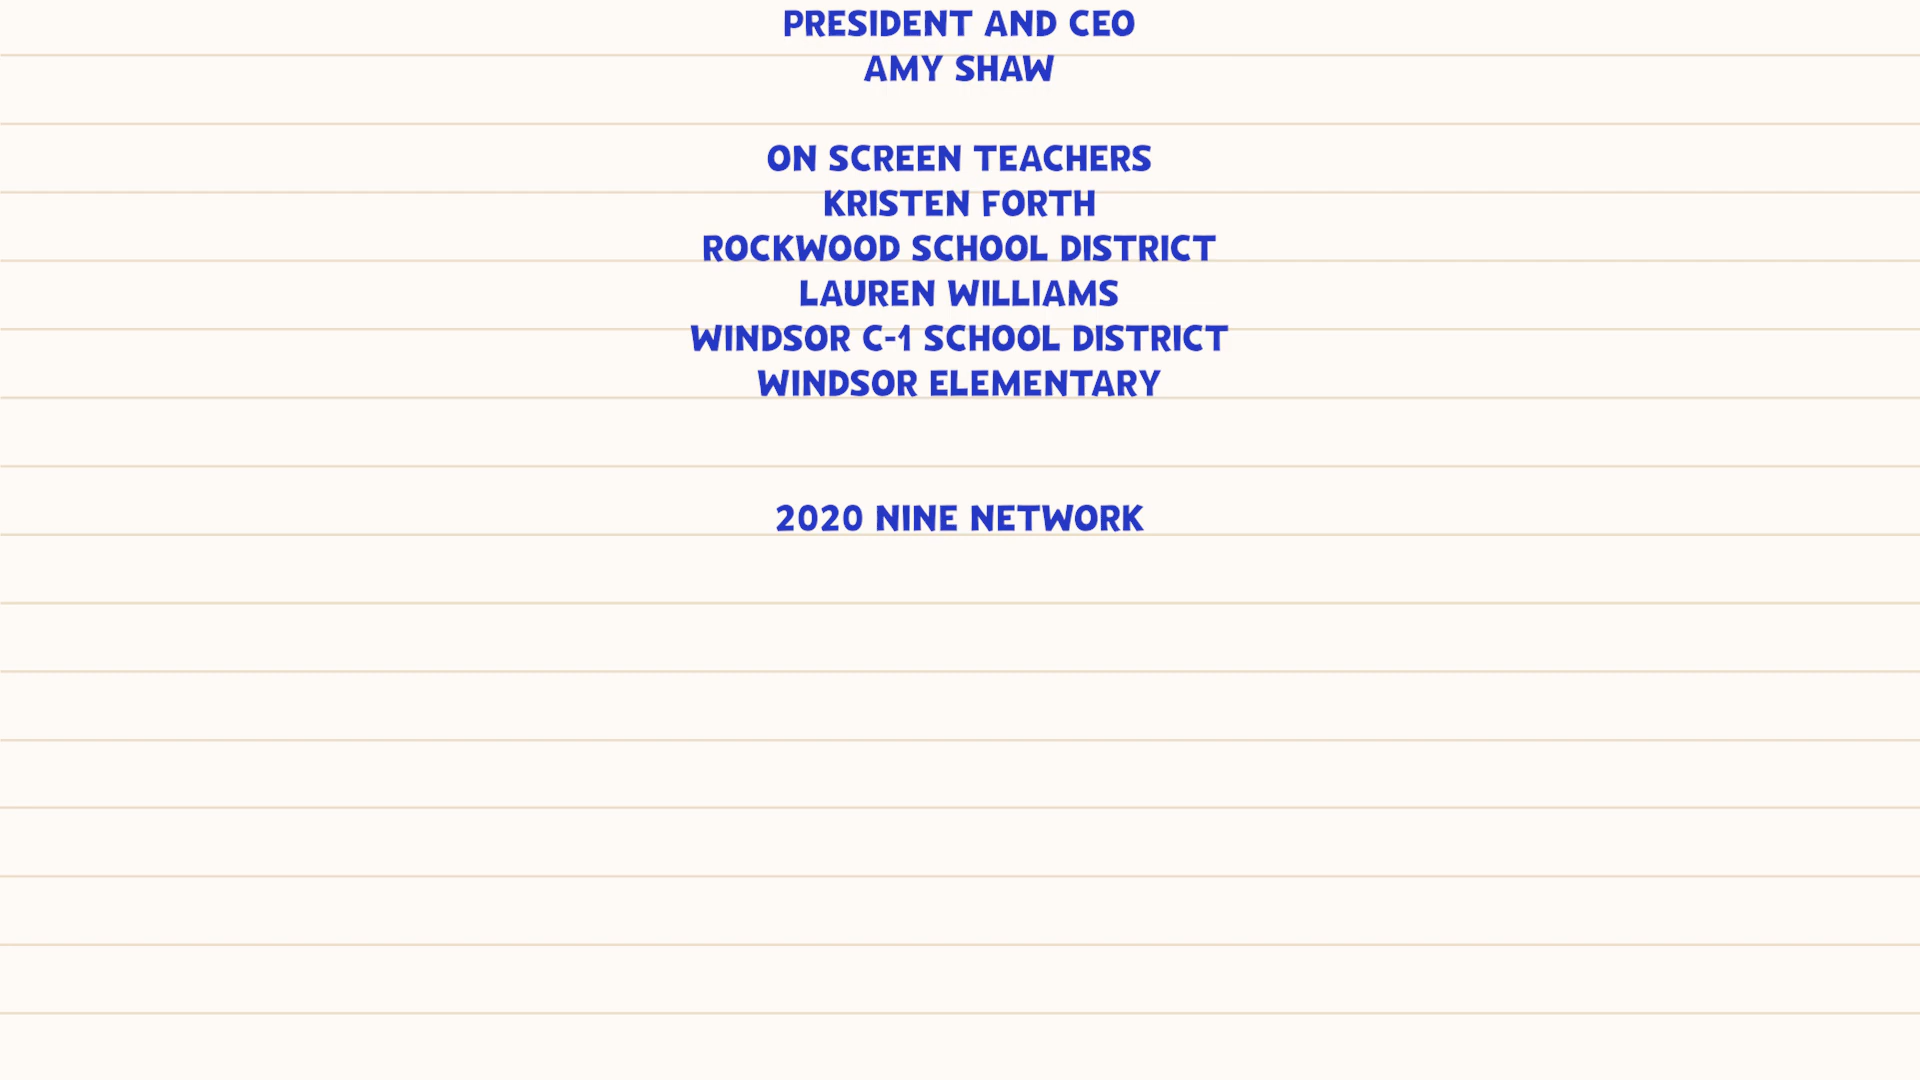 PRESIDENT AND CEO
AMY SHAW
ON SCREEN TEACHERS
KRISTEN FORTH
ROCKWOOD SCHOOL DISTRICT
LAUREN WILLIAMS
WINDSOR C-1 SCHOOL DISTRICT
WINDSOR ELEMENTARY
2020 NINE NETWORK